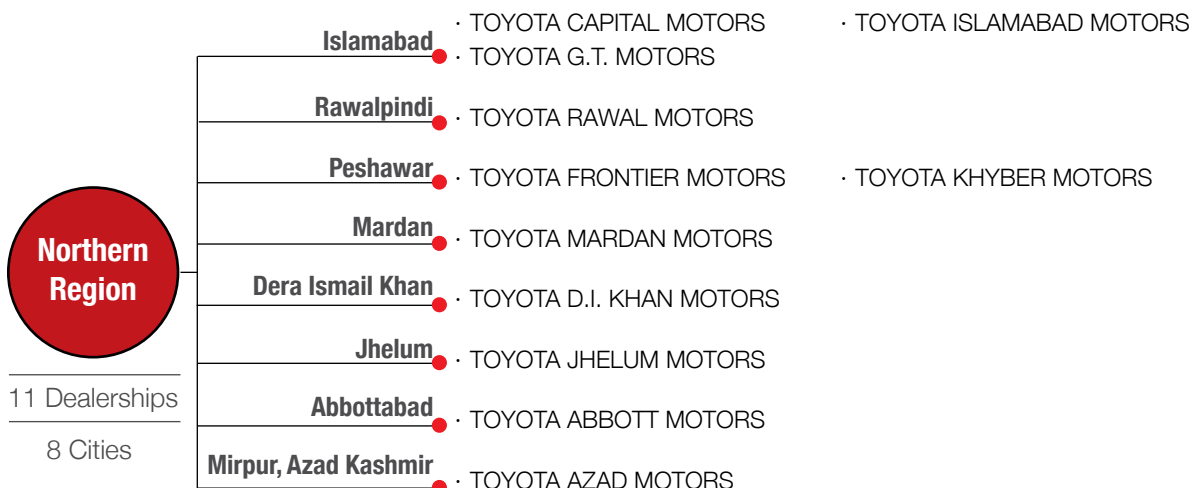 Northern
Region
11 Dealerships
8 Cities
Islamabad
· TOYOTA CAPITAL MOTORS
· TOYOTA ISLAMABAD MOTORS
· TOYOTA G.T. MOTORS
Rawalpindi
· TOYOTA RAWAL MOTORS
Peshawar
· TOYOTA FRONTIER MOTORS
· TOYOTA KHYBER MOTORS
Mardan
· TOYOTA MARDAN MOTORS
Dera Ismail Khan
· TOYOTA D.I. KHAN MOTORS
Jhelum
· TOYOTA JHELUM MOTORS
Abbottabad
· TOYOTA ABBOTT MOTORS
Mirpur, Azad Kashmir
· TOYOTA AZAD MOTORS